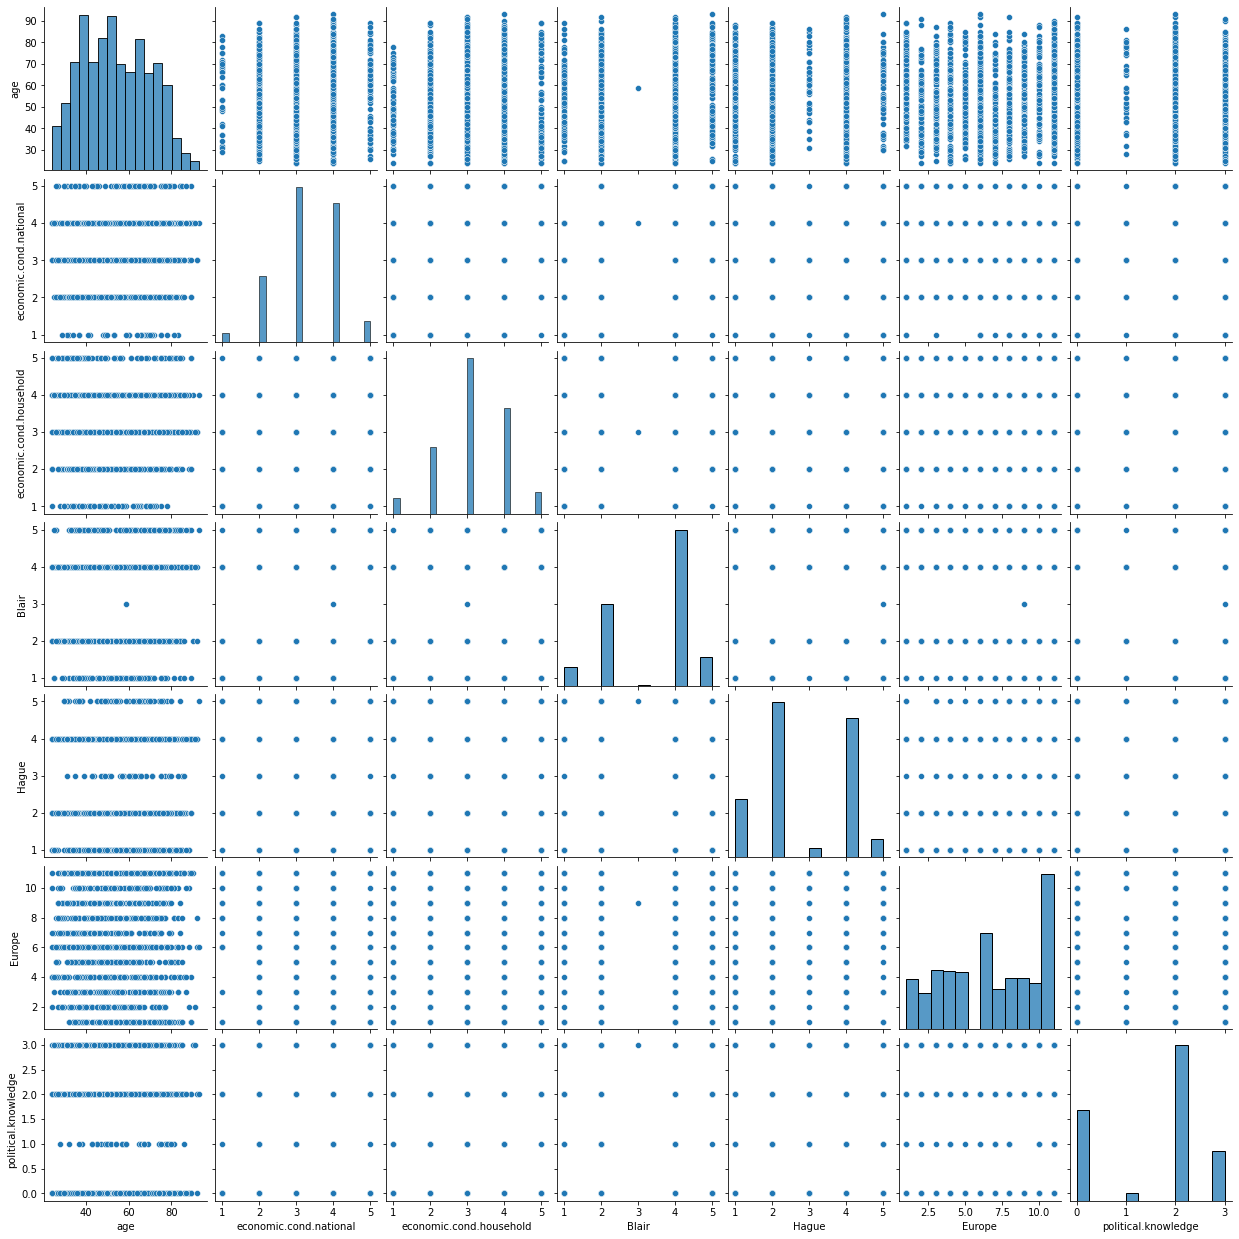 age
90
80
70
60
50
40
30
economic.cond.national
5
4
3
2
1
economic.cond.household
5
4
3
2
1
Blair
5
4
3
2
1
Hague
5
4
3
2
1
Europe
10
8
6
4
2
political.knowledge
3.0
2.5
2.0
1.5
1.0
0.5
0.0
40 60 80
1 2 3 4 5
1 2 3 4 5
1 2 3 4 5
1 2 3 4 5
2.5 5.0 7.5 10.0
0 1 2 3
age
economic.cond.national
economic.cond.household
Blair
Hague
Europe
political.knowledge